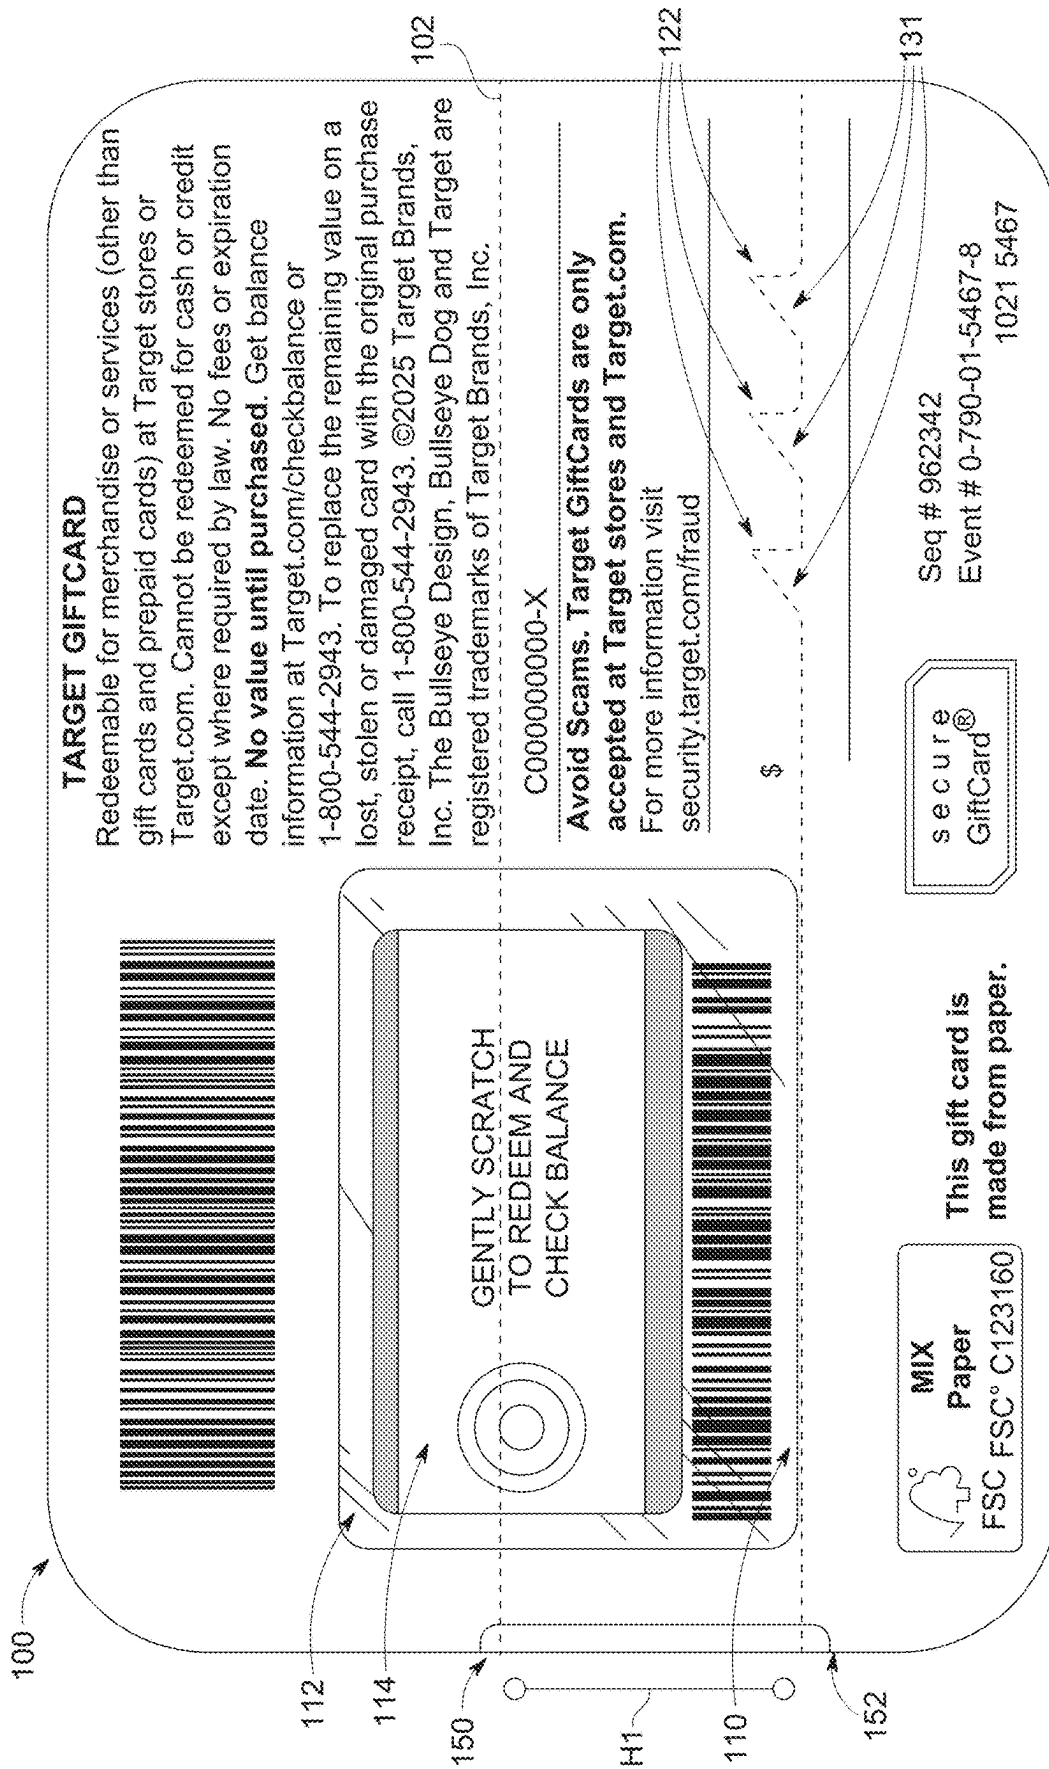 100
112
114
150
H1
110
152
102
122
131
TARGET GIFTCARD
Redeemable for merchandise or services (other than
gift cards and prepaid cards) at Target stores or
Target.com. Cannot be redeemed for cash or credit
except where required by law. No fees or expiration
date. No value until purchased. Get balance
information at Target.com/checkbalance or
1-800-544-2943. To replace the remaining value on a
lost, stolen or damaged card with the original purchase
receipt, call 1-800-544-2943. ©2025 Target Brands,
Inc. The Bullseye Design, Bullseye Dog and Target are
registered trademarks of Target Brands, Inc.
GENTLY SCRATCH
TO REDEEM AND
CHECK BALANCE
C00000000-X
Avoid Scams. Target GiftCards are only
accepted at Target stores and Target.com.
For more information visit
security.target.com/fraud
$
MIX
Paper
FSC FSC° C123160
This gift card is
made from paper.
secure
GiftCard®
Seq # 962342
Event # 0-790-01-5467-8
1021 5467